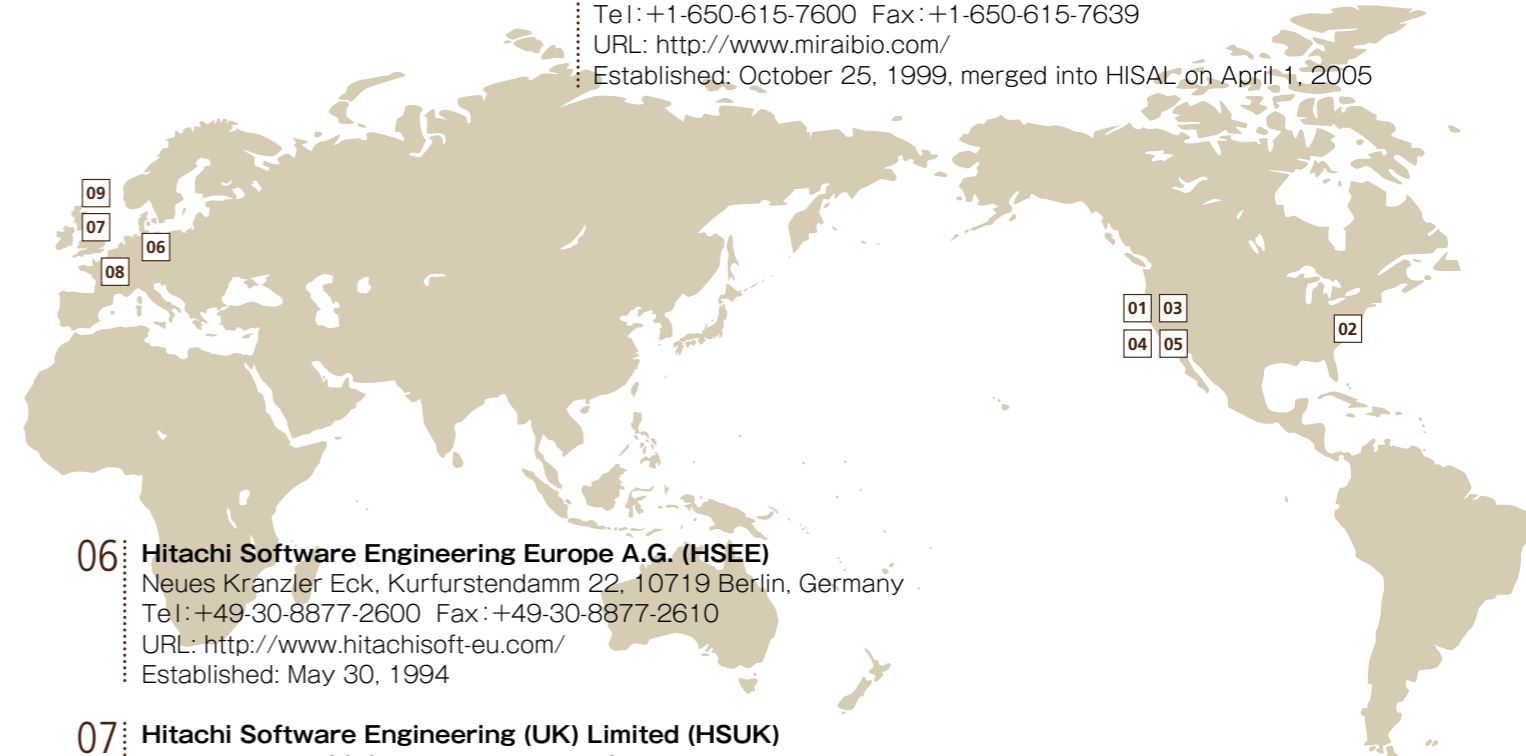 Tel:+1-650-615-7600 Fax:+1-650-615-7639
URL: http://www.miraibio.com/
Established: October 25, 1999, merged into HISAL on April 1, 2005
09
07
06
08
01 03
02
04 05
06 Hitachi Software Engineering Europe A.G. (HSEE)
Neues Kranzler Eck, Kurfurstendamm 22, 10719 Berlin, Germany
Tel:+49-30-8877-2600 Fax:+49-30-8877-2610
URL: http://www.hitachisoft-eu.com/
Established: May 30, 1994
07 Hitachi Software Engineering (UK) Limited (HSUK)